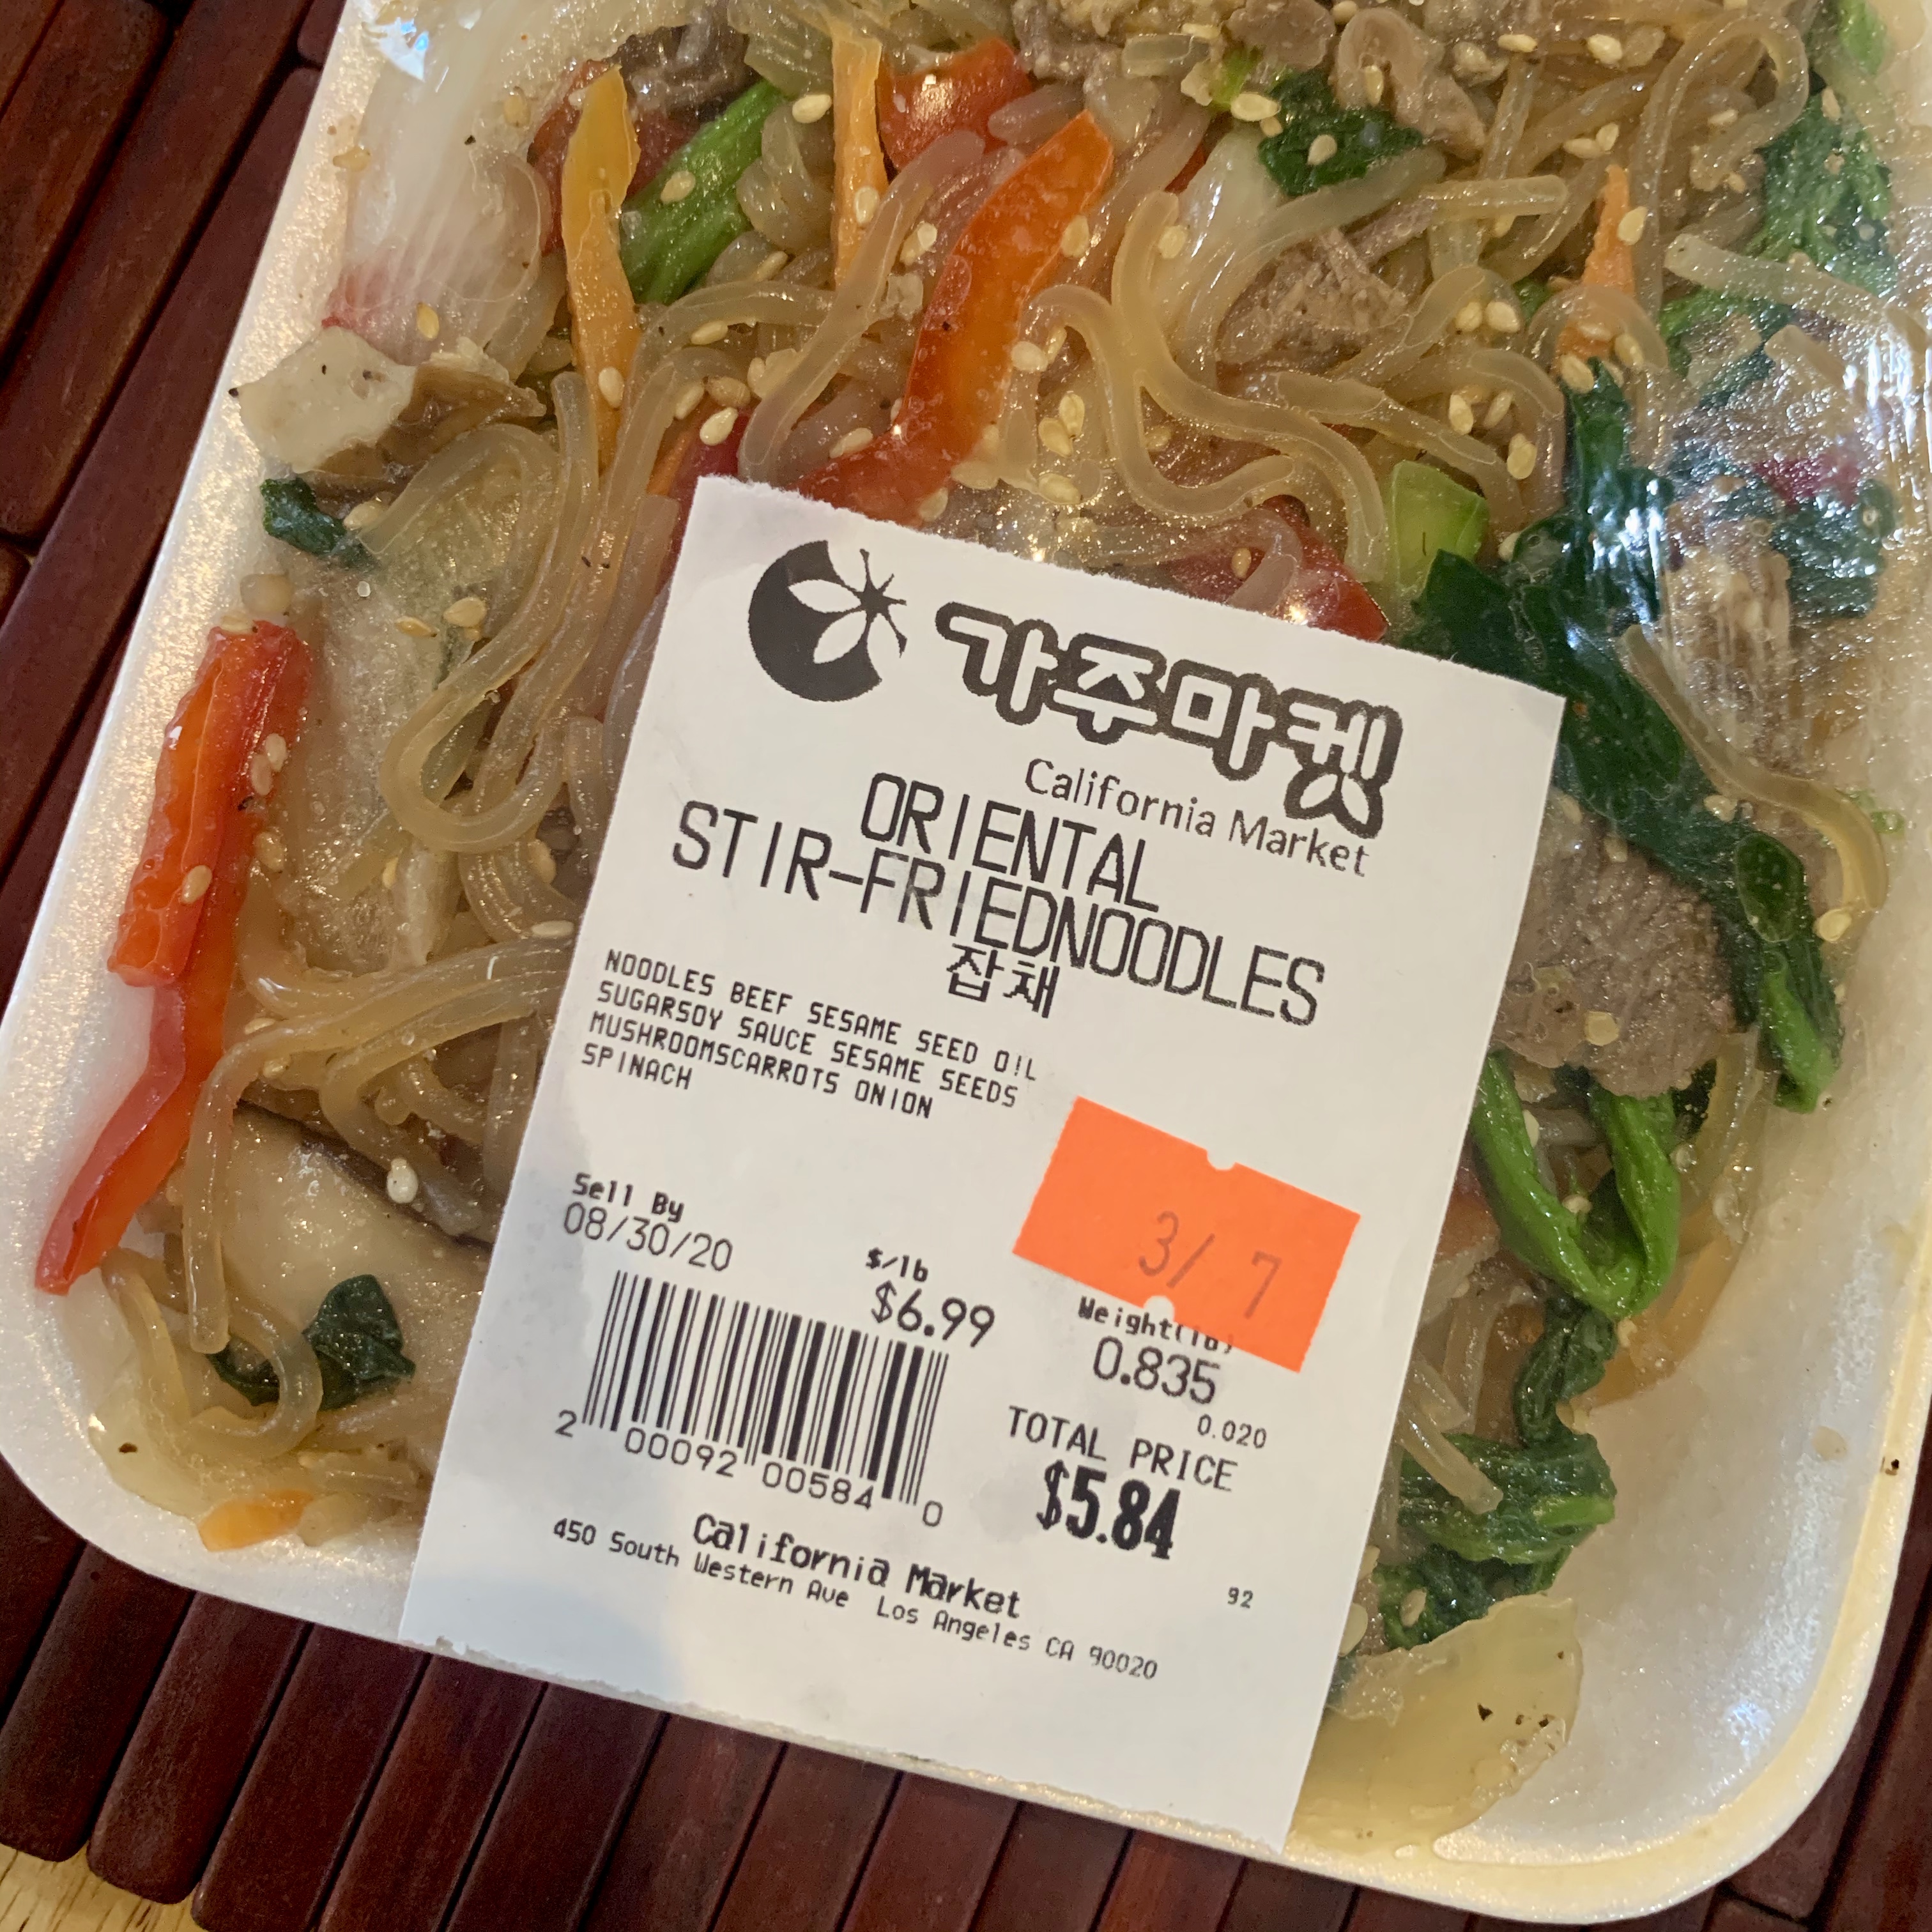 가주마켓
California Market
ORIENTAL
STIR-FRIEDNOODLES
잡채
NOODLES BEEF SESAME SEED OIL
SUGARSOY SAUCE SESAME SEEDS
MUSHROOMSCARROTS ONION
SPINACH
3/ 7
Sell By
08/30/20
$/lb
$6.99
Weight(lb)
0.835
0.020
TOTAL PRICE
$5.84
2 00092 00584 0
92
California Market
450 South Western Ave Los Angeles CA 90020